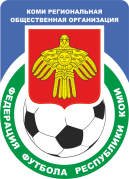 КОМИ РЕГИОНАЛЬНАЯ
ОБЩЕСТВЕННАЯ ОРГАНИЗАЦИЯ
ФЕДЕРАЦИЯ ФУТБОЛА РЕСПУБЛИКИ КОМИ